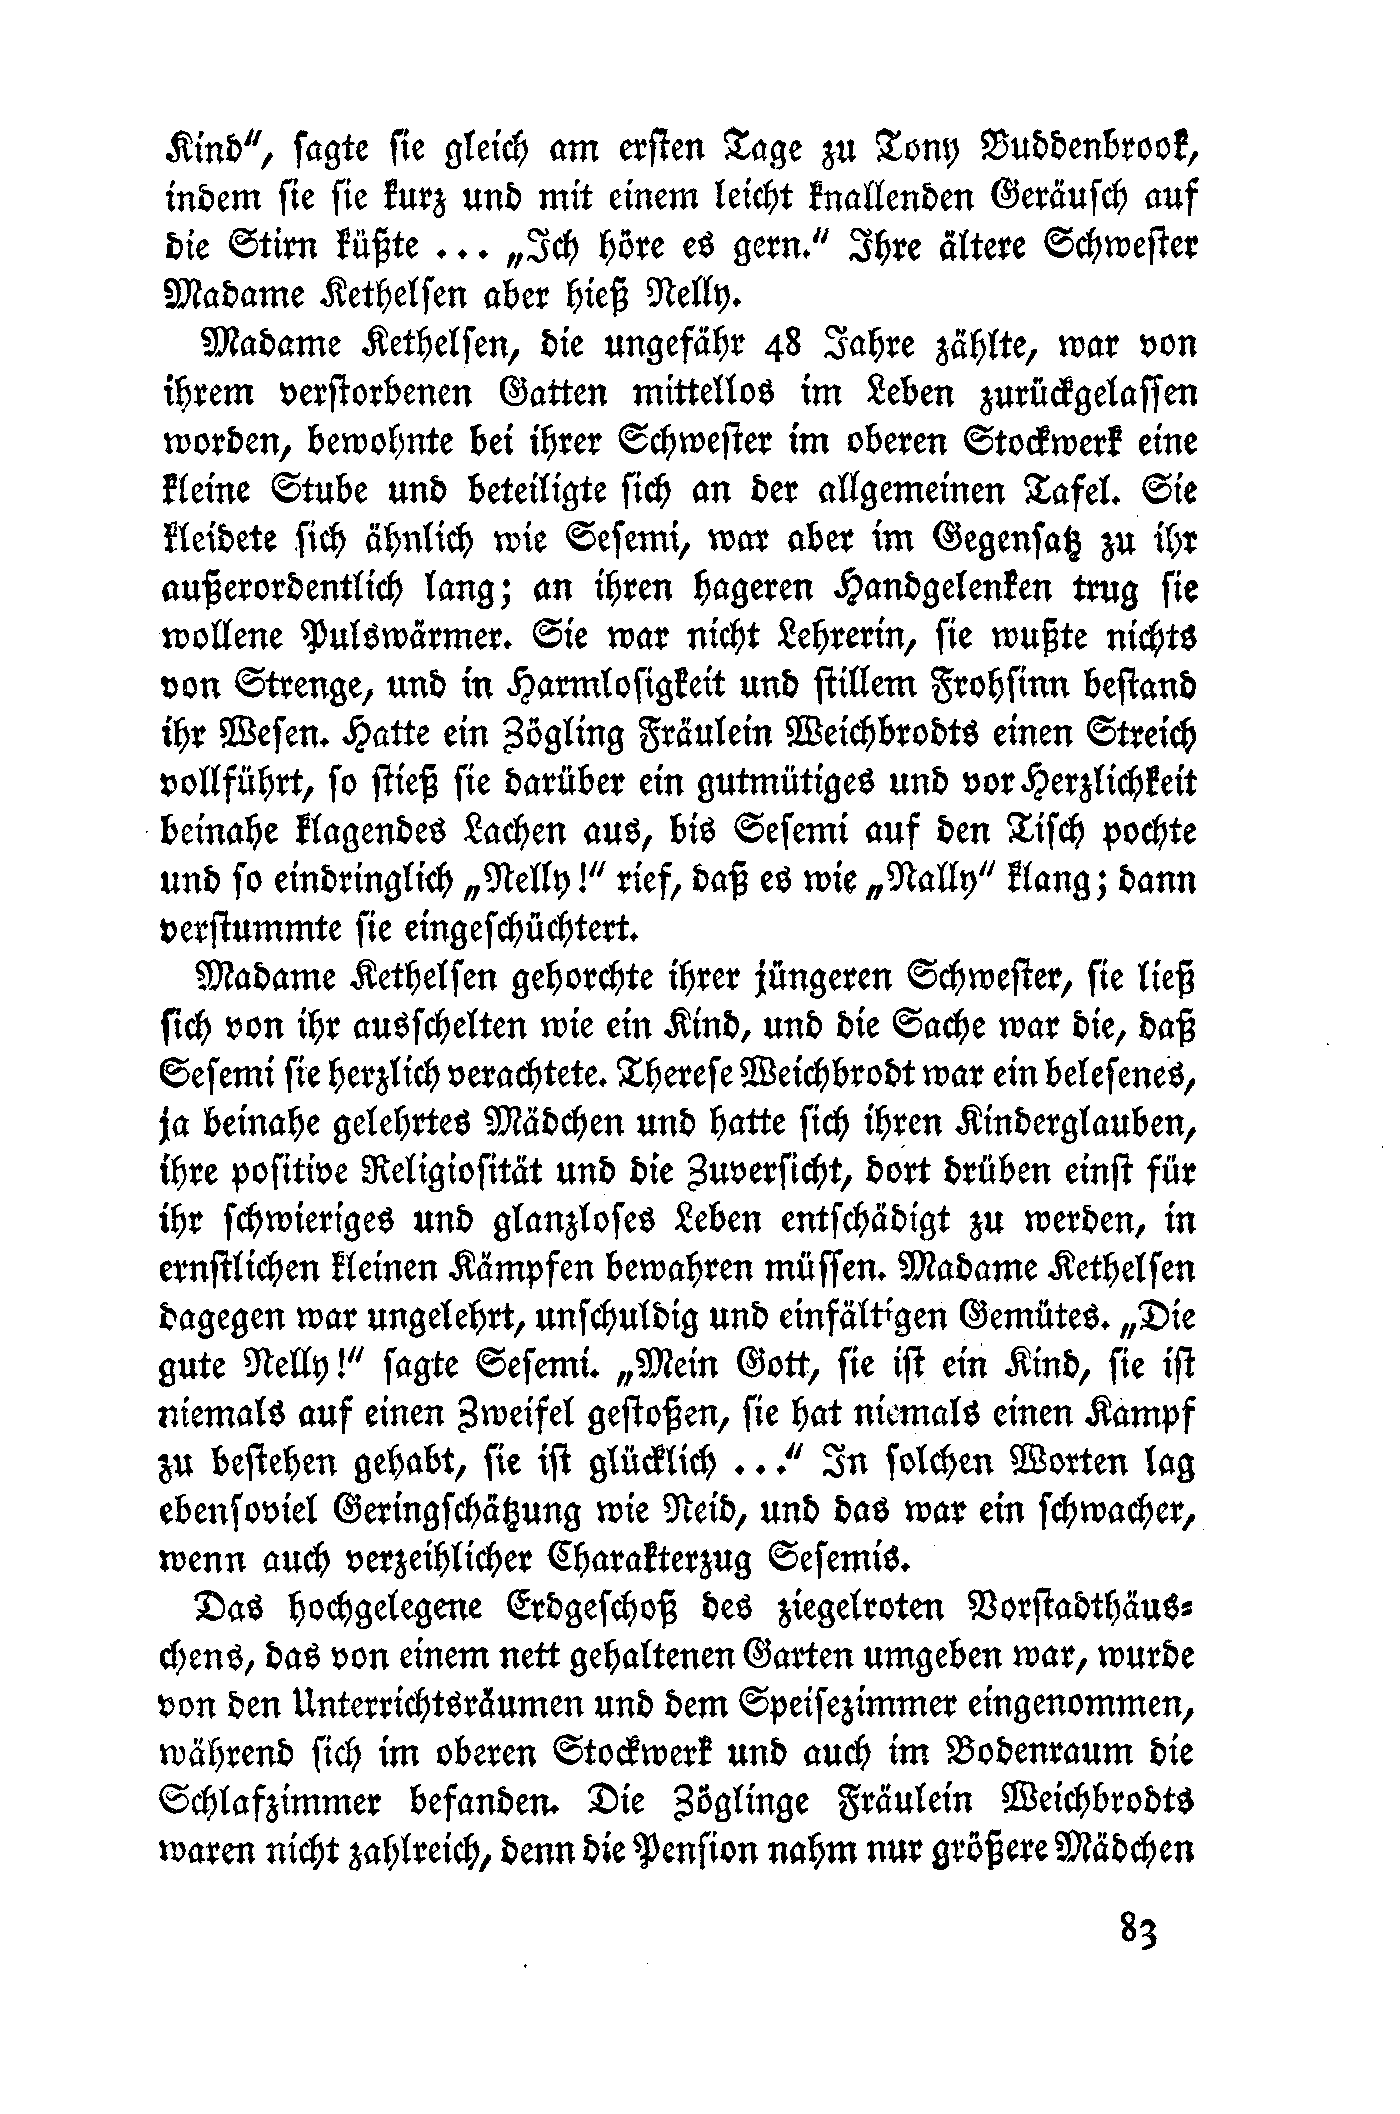 Kind“, sagte sie gleich am ersten Tage zu Tony Buddenbrook,
indem sie sie kurz und mit einem leicht knallenden Geräusch auf
die Stirn küßte ... „Ich höre es gern.“ Ihre ältere Schwester
Madame Kethelsen aber hieß Nelly.
Madame Kethelsen, die ungefähr 48 Jahre zählte, war von
ihrem verstorbenen Gatten mittellos im Leben zurückgelassen
worden, bewohnte bei ihrer Schwester im oberen Stockwerk eine
kleine Stube und beteiligte sich an der allgemeinen Tafel. Sie
kleidete sich ähnlich wie Sesemi, war aber im Gegensatz zu ihr
außerordentlich lang; an ihren hageren Handgelenken trug sie
wollene Pulswärmer. Sie war nicht Lehrerin, sie wußte nichts
von Strenge, und in Harmlosigkeit und stillem Frohsinn bestand
ihr Wesen. Hatte ein Zögling Fräulein Weichbrodts einen Streich
vollführt, so stieß sie darüber ein gutmütiges und vor Herzlichkeit
beinahe klagendes Lachen aus, bis Sesemi auf den Tisch pochte
und so eindringlich „Nelly!“ rief, daß es wie „Nally“ klang; dann
verstummte sie eingeschüchtert.
Madame Kethelsen gehorchte ihrer jüngeren Schwester, sie ließ
sich von ihr ausschelten wie ein Kind, und die Sache war die, daß
Sesemi sie herzlich verachtete. Therese Weichbrodt war ein belesenes,
ja beinahe gelehrtes Mädchen und hatte sich ihren Kinderglauben,
ihre positive Religiosität und die Zuversicht, dort drüben einst für
ihr schwieriges und glanzloses Leben entschädigt zu werden, in
ernstlichen kleinen Kämpfen bewahren müssen. Madame Kethelsen
dagegen war ungelehrt, unschuldig und einfältigen Gemütes. „Die
gute Nelly!“ sagte Sesemi. „Mein Gott, sie ist ein Kind, sie ist
niemals auf einen Zweifel gestoßen, sie hat niemals einen Kampf
zu bestehen gehabt, sie ist glücklich ...“ In solchen Worten lag
ebensoviel Geringschätzung wie Neid, und das war ein schwacher,
wenn auch verzeihlicher Charakterzug Sesemis.
Das hochgelegene Erdgeschoß des ziegelroten Vorstadthäus-
chens, das von einem nett gehaltenen Garten umgeben war, wurde
von den Unterrichtsräumen und dem Speisezimmer eingenommen,
während sich im oberen Stockwerk und auch im Bodenraum die
Schlafzimmer befanden. Die Zöglinge Fräulein Weichbrodts
waren nicht zahlreich, denn die Pension nahm nur größere Mädchen
83